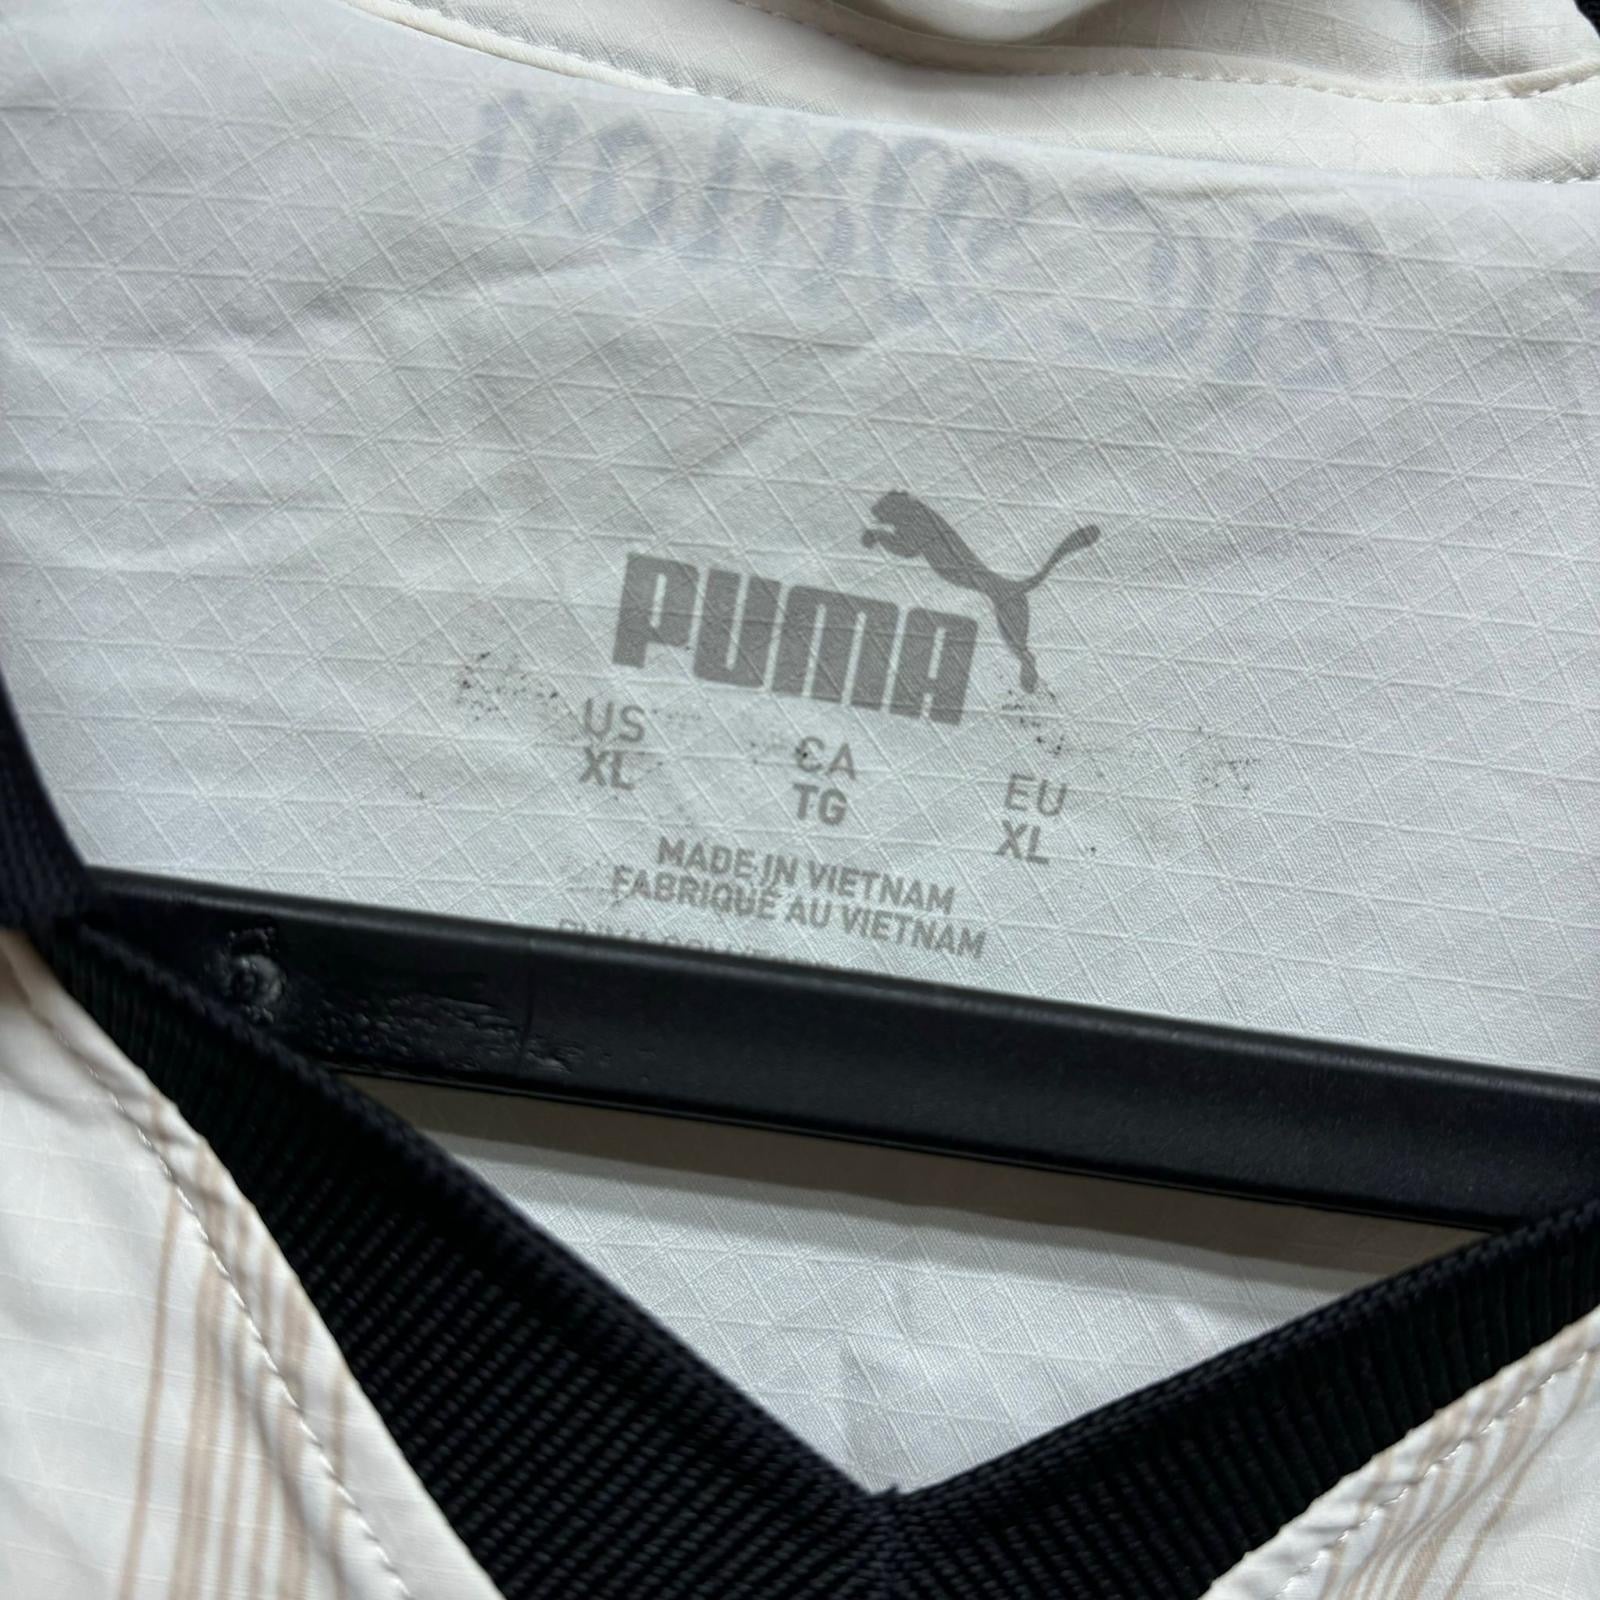 PUMA
US CA EU
XL TG XL
MADE IN VIETNAM
FABRIQUÉ AU VIETNAM